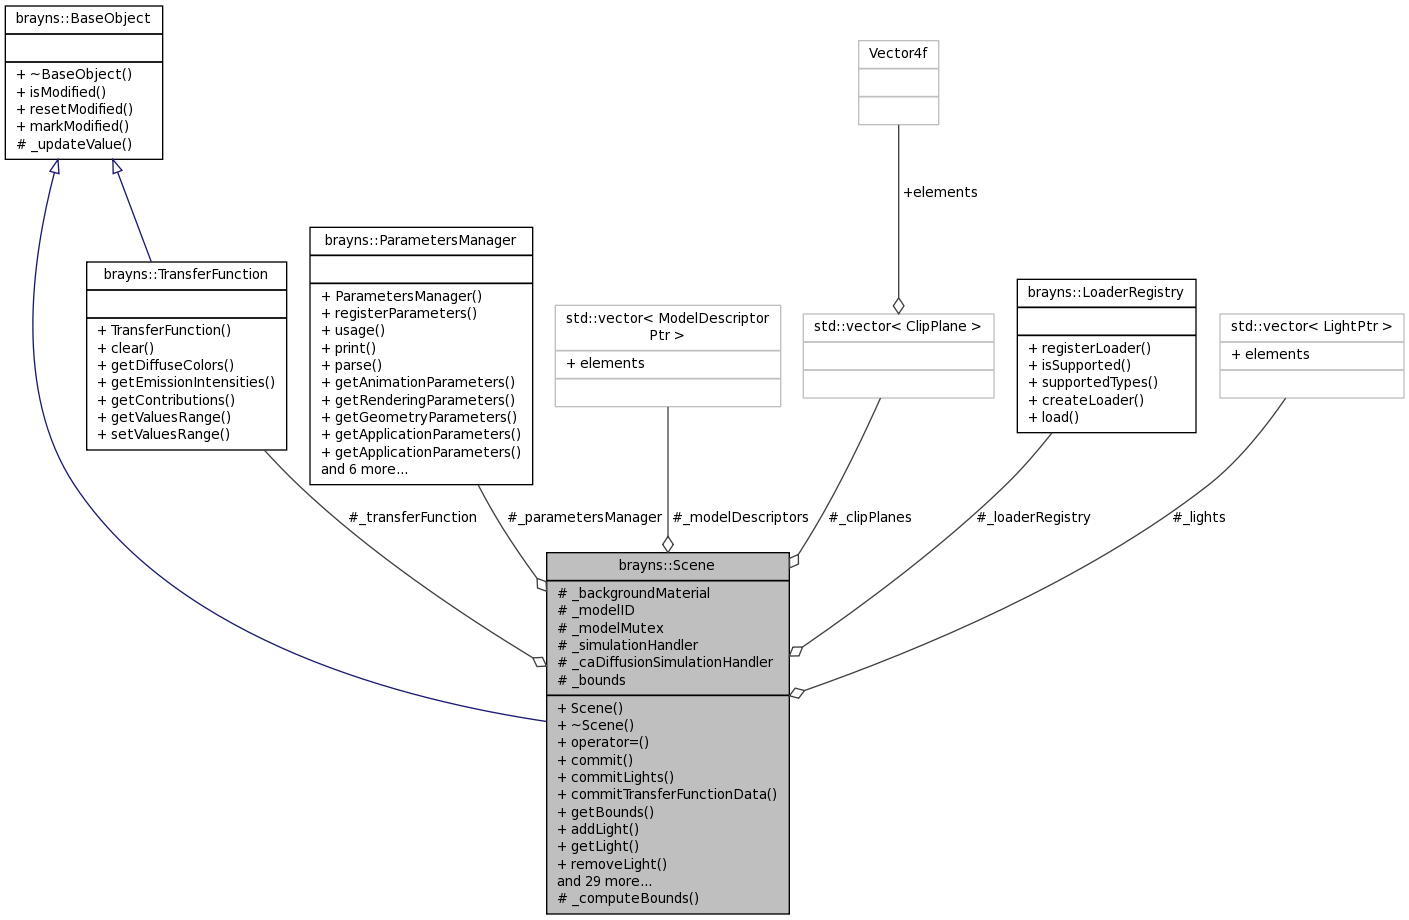 brayns::BaseObject
+ ~BaseObject()
+ isModified()
+ resetModified()
+ markModified()
# _updateValue()
Vector4f
+elements
brayns::TransferFunction
+ TransferFunction()
+ clear()
+ getDiffuseColors()
+ getEmissionIntensities()
+ getContributions()
+ getValuesRange()
+ setValuesRange()
brayns::ParametersManager
+ ParametersManager()
+ registerParameters()
+ usage()
+ print()
+ parse()
+ getAnimationParameters()
+ getRenderingParameters()
+ getGeometryParameters()
+ getApplicationParameters()
+ getApplicationParameters()
and 6 more...
std::vector< ModelDescriptor
Ptr >
+ elements
std::vector< ClipPlane >
brayns::LoaderRegistry
+ registerLoader()
+ isSupported()
+ supportedTypes()
+ createLoader()
+ load()
std::vector< LightPtr >
+ elements
#_transferFunction
#_parametersManager
#_modelDescriptors
#_clipPlanes
#_loaderRegistry
#_lights
brayns::Scene
# _backgroundMaterial
# _modelID
# _modelMutex
# _simulationHandler
# _caDiffusionSimulationHandler
# _bounds
+ Scene()
+ ~Scene()
+ operator=()
+ commit()
+ commitLights()
+ commitTransferFunctionData()
+ getBounds()
+ addLight()
+ getLight()
+ removeLight()
and 29 more...
# _computeBounds()